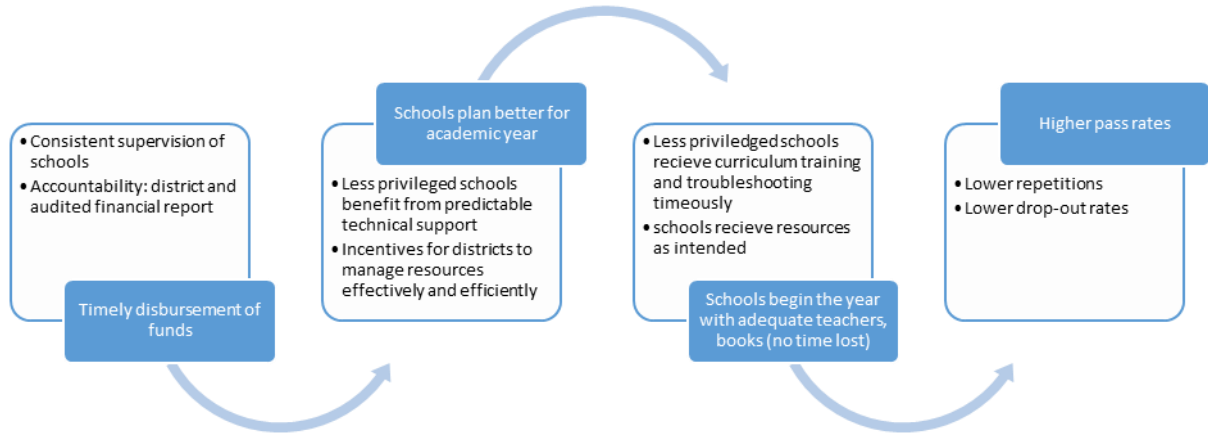 • Consistent supervision of
schools
• Accountability: district and
audited financial report
Timely disbursement of
funds
Schools plan better for
academic year
• Less privileged schools
benefit from predictable
technical support
• Incentives for districts to
manage resources
effectively and efficiently
• Less priviledged schools
recieve curriculum training
and troubleshooting
timeously
• schools recieve resources
as intended
Schools begin the year
with adequate teachers,
books (no time lost)
Higher pass rates
• Lower repetitions
• Lower drop-out rates